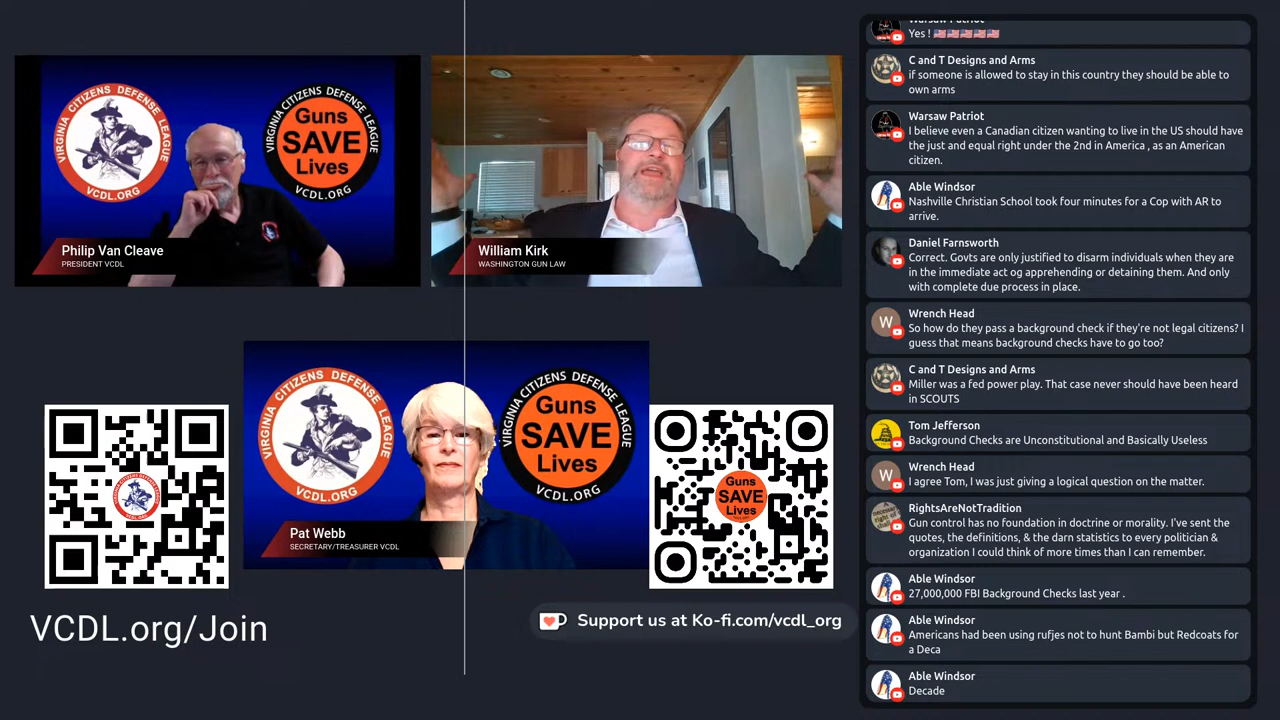 VIRGINIA CITIZENS DEFENSE LEAGUE
VCDL.ORG
VIRGINIA CITIZENS DEFENSE LEAGUE
Guns
SAVE
Lives
VCDL.ORG
Philip Van Cleave
PRESIDENT VCDL
William Kirk
WASHINGTON GUN LAW
VIRGINIA CITIZENS DEFENSE LEAGUE
VCDL.ORG
VIRGINIA CITIZENS DEFENSE LEAGUE
Guns
SAVE
Lives
VCDL.ORG
Pat Webb
SECRETARY/TREASURER VCDL
Guns
SAVE
Lives
VCDL.org/Join
Support us at Ko-fi.com/vcdl_org
Warsaw Patriot
Yes !
C and T Designs and Arms
if someone is allowed to stay in this country they should be able to
own arms
Warsaw Patriot
I believe even a Canadian citizen wanting to live in the US should have
the just and equal right under the 2nd in America , as an American
citizen.
Able Windsor
Nashville Christian School took four minutes for a Cop with AR to
arrive.
Daniel Farnsworth
Correct. Govts are only justified to disarm individuals when they are
in the immediate act og apprehending or detaining them. And only
with complete due process in place.
W
Wrench Head
So how do they pass a background check if they're not legal citizens? I
guess that means background checks have to go too?
C and T Designs and Arms
Miller was a fed power play. That case never should have been heard
in SCOTUS
Tom Jefferson
Background Checks are Unconstitutional and Basically Useless
W
Wrench Head
I agree Tom, I was just giving a logical question on the matter.
RightsAreNotTradition
Gun control has no foundation in doctrine or morality. I've sent the
quotes, the definitions, & the darn statistics to every politician &
organization I could think of more times than I can remember.
Able Windsor
27,000,000 FBI Background Checks last year .
Able Windsor
Americans had been using rufjes not to hunt Bambi but Redcoats for
a Deca
Able Windsor
Decade